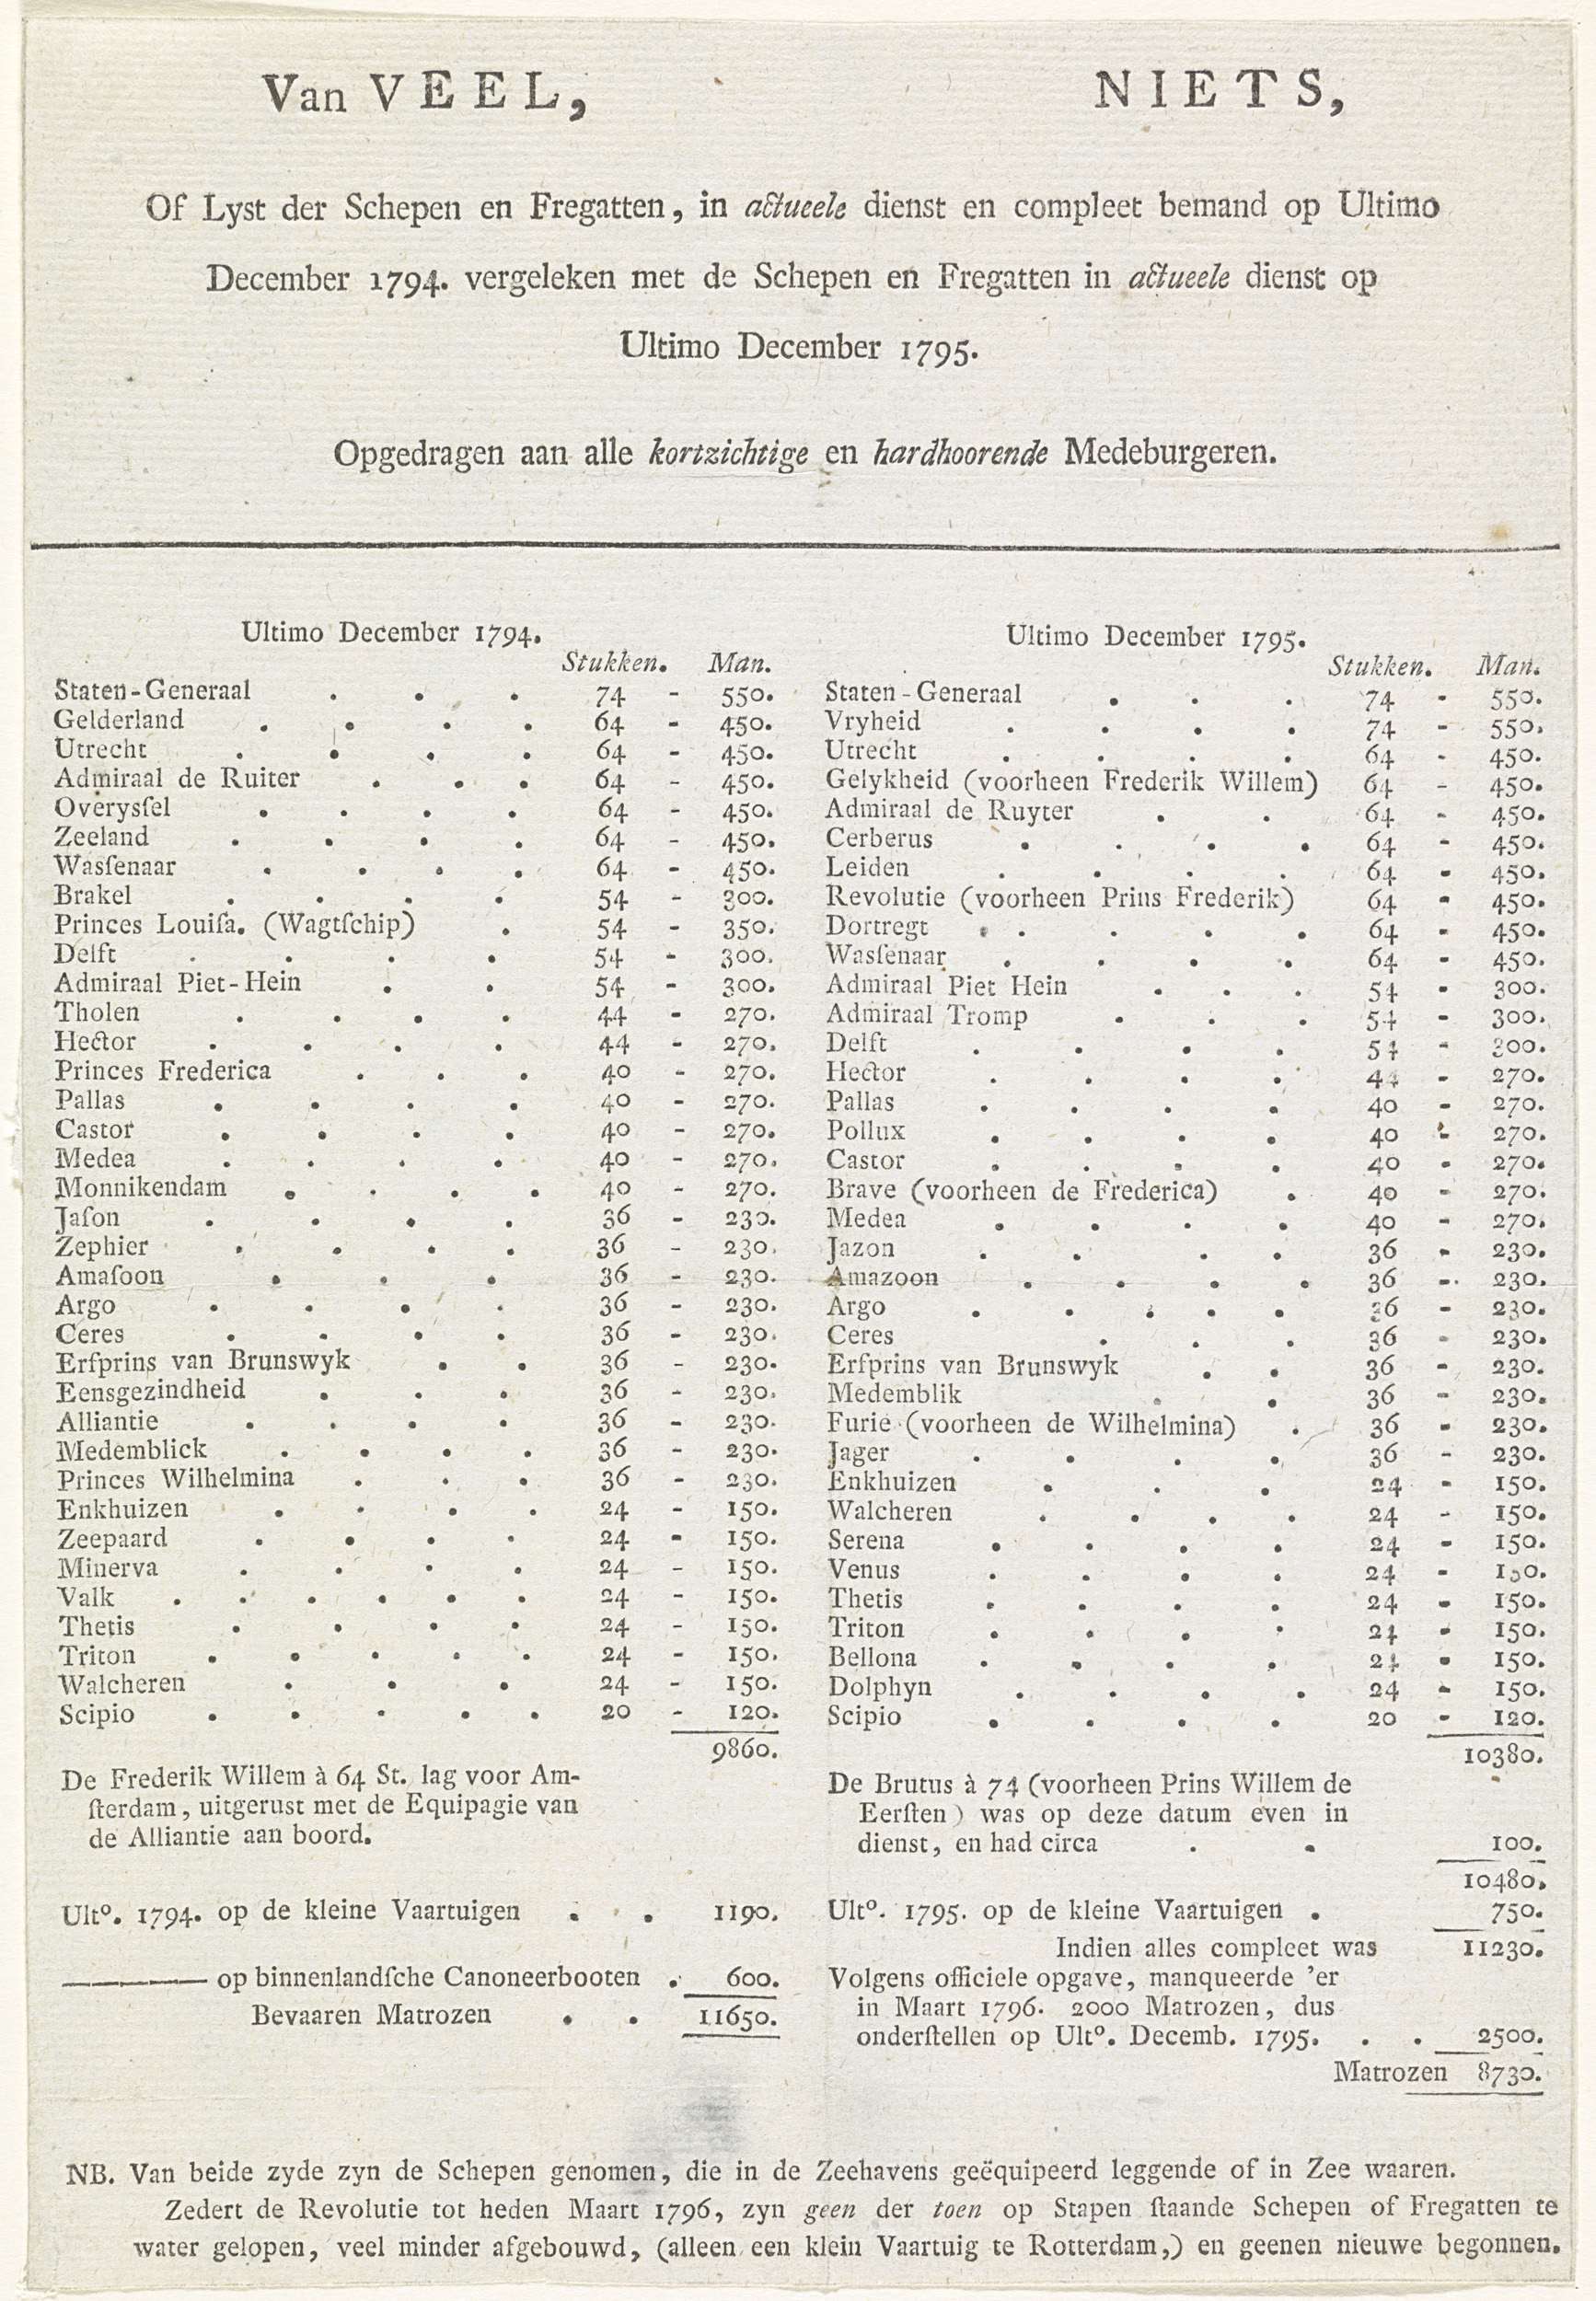 Van VEEL, NIETS,
Of Lyst der Schepen en Fregatten, in actueele dienst en compleet bemand op Ultimo
December 1794. vergeleken met de Schepen en Fregatten in actueele dienst op
Ultimo December 1795.
Opgedragen aan alle kortzichtige en hardhoorende Medeburgeren.
Ultimo December 1794.
Stukken. Man.
Staten-Generaal . . . 74 - 550.
Gelderland . . . . 64 - 450.
Utrecht . . . . 64 - 450.
Admiraal de Ruiter . . . 64 - 450.
Overysſel . . . . 64 - 450.
Zeeland . . . . 64 - 450.
Wasſenaar . . . . 64 - 450.
Brakel . . . . 54 - 300.
Princes Louiſa. (Wagtſchip) . 54 - 350.
Delft . . . . 54 - 300.
Admiraal Piet-Hein . . 54 - 300.
Tholen . . . . 44 - 270.
Hector . . . . 44 - 270.
Princes Frederica . . . 40 - 270.
Pallas . . . . 40 - 270.
Castor . . . . 40 - 270.
Medea . . . . 40 - 270.
Monnikendam . . . . 40 - 270.
Jaſon . . . . 36 - 230.
Zephier . . . . 36 - 230.
Amaſoon . . . 36 - 230.
Argo . . . . 36 - 230.
Ceres . . . . 36 - 230.
Erfprins van Brunswyk . . 36 - 230.
Eensgezindheid . . . 36 - 230.
Alliantie . . . . 36 - 230.
Medemblick . . . . 36 - 230.
Princes Wilhelmina . . . 36 - 230.
Enkhuizen . . . . 24 - 150.
Zeepaard . . . . 24 - 150.
Minerva . . . . 24 - 150.
Valk . . . . . . 24 - 150.
Thetis . . . . 24 - 150.
Triton . . . . . 24 - 150.
Walcheren . . . 24 - 150.
Scipio . . . . . 20 - 120.
9860.
De Frederik Willem à 64 St. lag voor Am-
ſterdam, uitgerust met de Equipagie van
de Alliantie aan boord.
Ult°. 1794. op de kleine Vaartuigen . . 1190.
——— op binnenlandſche Canoneerbooten . 600.
Bevaaren Matrozen . . 11650.
Ultimo December 1795.
Stukken. Man.
Staten-Generaal . . . 74 - 550.
Vryheid . . . . 74 - 550.
Utrecht . . . . 64 - 450.
Gelykheid (voorheen Frederik Willem) 64 - 450.
Admiraal de Ruyter . . 64 - 450.
Cerberus . . . . 64 - 450.
Leiden . . . . 64 - 450.
Revolutie (voorheen Prins Frederik) 64 - 450.
Dortregt . . . . . 64 - 450.
Wasſenaar . . . . 64 - 450.
Admiraal Piet Hein . . . 54 - 300.
Admiraal Tromp . . . 54 - 300.
Delft . . . . 54 - 300.
Hector . . . . 44 - 270.
Pallas . . . . 40 - 270.
Pollux . . . . 40 - 270.
Castor . . . . 40 - 270.
Brave (voorheen de Frederica) . 40 - 270.
Medea . . . . 40 - 270.
Jazon . . . . 36 - 230.
Amazoon . . . . 36 - 230.
Argo . . . . . 36 - 230.
Ceres . . . 36 - 230.
Erfprins van Brunswyk . . 36 - 230.
Medemblik . . 36 - 230.
Furie (voorheen de Wilhelmina) . 36 - 230.
Jager . . . . 36 - 230.
Enkhuizen . . . 24 - 150.
Walcheren . . . . 24 - 150.
Serena . . . . 24 - 150.
Venus . . . . 24 - 150.
Thetis . . . . 24 - 150.
Triton . . . . 24 - 150.
Bellona . . . . 24 - 150.
Dolphyn . . . . 24 - 150.
Scipio . . . . 20 - 120.
10380.
De Brutus à 74 (voorheen Prins Willem de
Eerſten) was op deze datum even in
dienst, en had circa . . 100.
10480.
Ult°. 1795. op de kleine Vaartuigen . 750.
Indien alles compleet was 11230.
Volgens officiele opgave, manqueerde 'er
in Maart 1796. 2000 Matrozen, dus
onderſtellen op Ult°. Decemb. 1795. . . 2500.
Matrozen 8730.
NB. Van beide zyde zyn de Schepen genomen, die in de Zeehavens geëquipeerd leggende of in Zee waaren.
Zedert de Revolutie tot heden Maart 1796, zyn geen der toen op Stapen ſtaande Schepen of Fregatten te
water gelopen, veel minder afgebouwd, (alleen een klein Vaartuig te Rotterdam,) en geenen nieuwe begonnen.